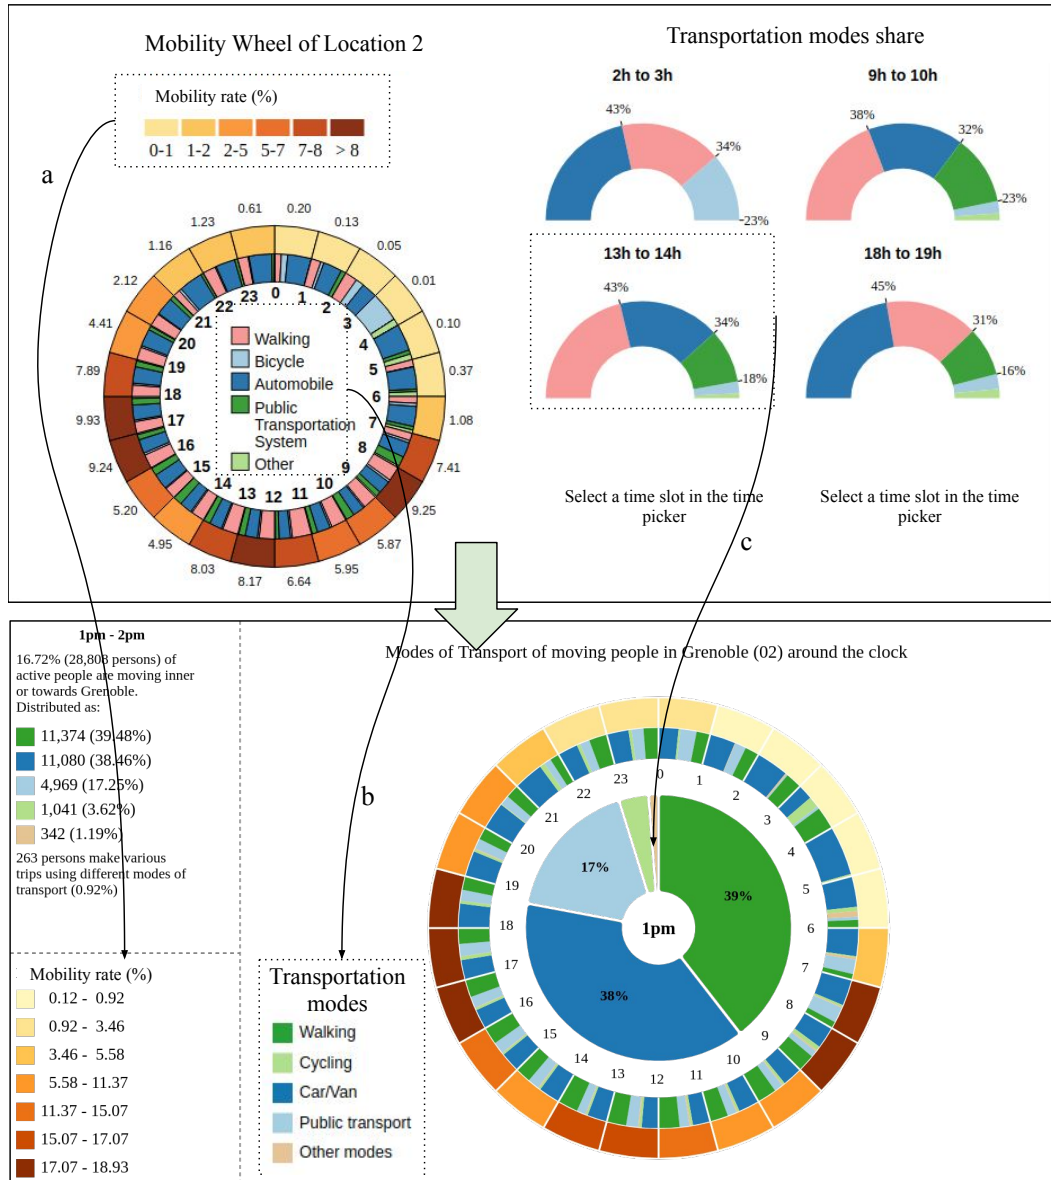 Mobility Wheel of Location 2
Transportation modes share
Mobility rate (%)
0-1 1-2 2-5 5-7 7-8 > 8
a
2h to 3h
43%
34%
23%
9h to 10h
38%
32%
23%
13h to 14h
43%
34%
18%
18h to 19h
45%
31%
16%
Select a time slot in the time
picker
Select a time slot in the time
picker
c
0.20
0.13
0.05
0.01
0.10
0.37
1.08
7.41
9.25
5.87
5.95
6.64
8.17
8.03
4.95
5.20
9.24
9.93
7.89
4.41
2.12
1.16
1.23
0.61
0
1
2
3
4
5
6
7
8
9
10
11
12
13
14
15
16
17
18
19
20
21
22
23
Walking
Bicycle
Automobile
Public
Transportation
System
Other
1pm - 2pm
16.72% (28,808 persons) of
active people are moving inner
or towards Grenoble.
Distributed as:
11,374 (39.48%)
11,080 (38.46%)
4,969 (17.25%)
1,041 (3.62%)
342 (1.19%)
263 persons make various
trips using different modes of
transport (0.92%)
Mobility rate (%)
0.12 - 0.92
0.92 - 3.46
3.46 - 5.58
5.58 - 11.37
11.37 - 15.07
15.07 - 17.07
17.07 - 18.93
b
Transportation
modes
Walking
Cycling
Car/Van
Public transport
Other modes
Modes of Transport of moving people in Grenoble (02) around the clock
0
1
2
3
4
5
6
7
8
9
10
11
12
13
14
15
16
17
18
19
20
21
22
23
17%
39%
1pm
38%